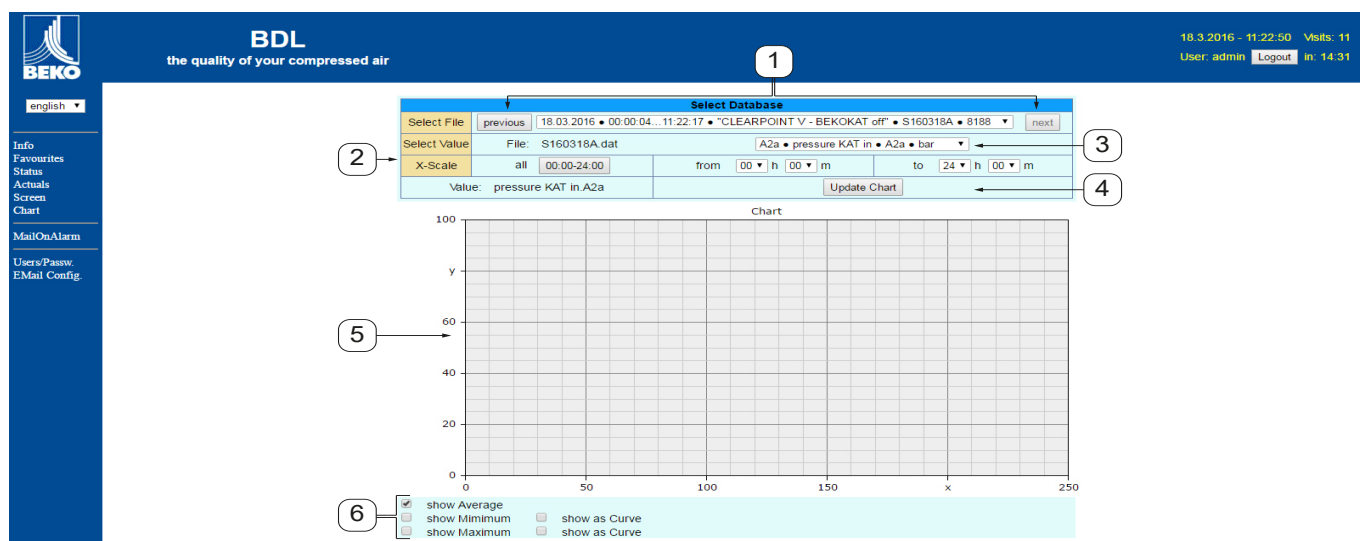 BEKO
BDL
the quality of your compressed air
18.3.2016 - 11:22:50 Visits: 11
User: admin Logout in: 14:31
english ▼
Info
Favourites
Status
Actuals
Screen
Chart
MailOnAlarm
Users/Passw.
EMail Config.
1
Select Database
Select File previous 18.03.2016 ● 00:00:04...11:22:17 ● "CLEARPOINT V - BEKOKAT off" ● S160318A ● 8188 ▼ next
Select Value File: S160318A.dat A2a ● pressure KAT in ● A2a ● bar ▼
3
2
X-Scale all 00:00-24:00 from 00 ▼ h 00 ▼ m to 24 ▼ h 00 ▼ m
Value: pressure KAT in.A2a Update Chart
4
Chart
100
y
60
5
40
20
0
0 50 100 150 x 250
6
show Average
show Mimimum show as Curve
show Maximum show as Curve